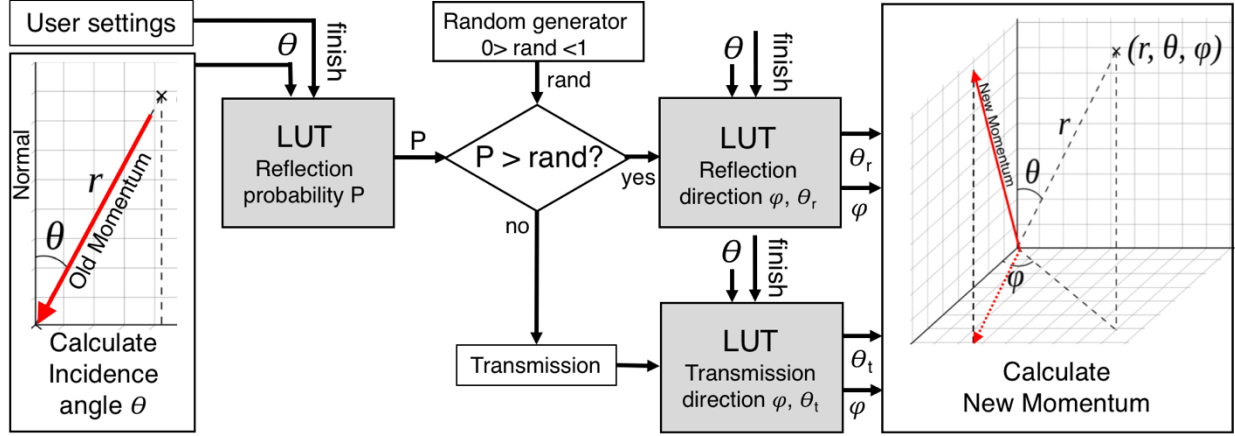 User settings
θ
finish
Normal
r
Old Momentum
θ
Calculate
Incidence
angle θ
LUT
Reflection
probability P
P
Random generator
0> rand <1
rand
P > rand?
yes
no
Transmission
θ
finish
LUT
Reflection
direction φ, θr
θr
φ
θ
finish
LUT
Transmission
direction φ, θt
θt
φ
(r, θ, φ)
New Momentum
r
θ
φ
Calculate
New Momentum